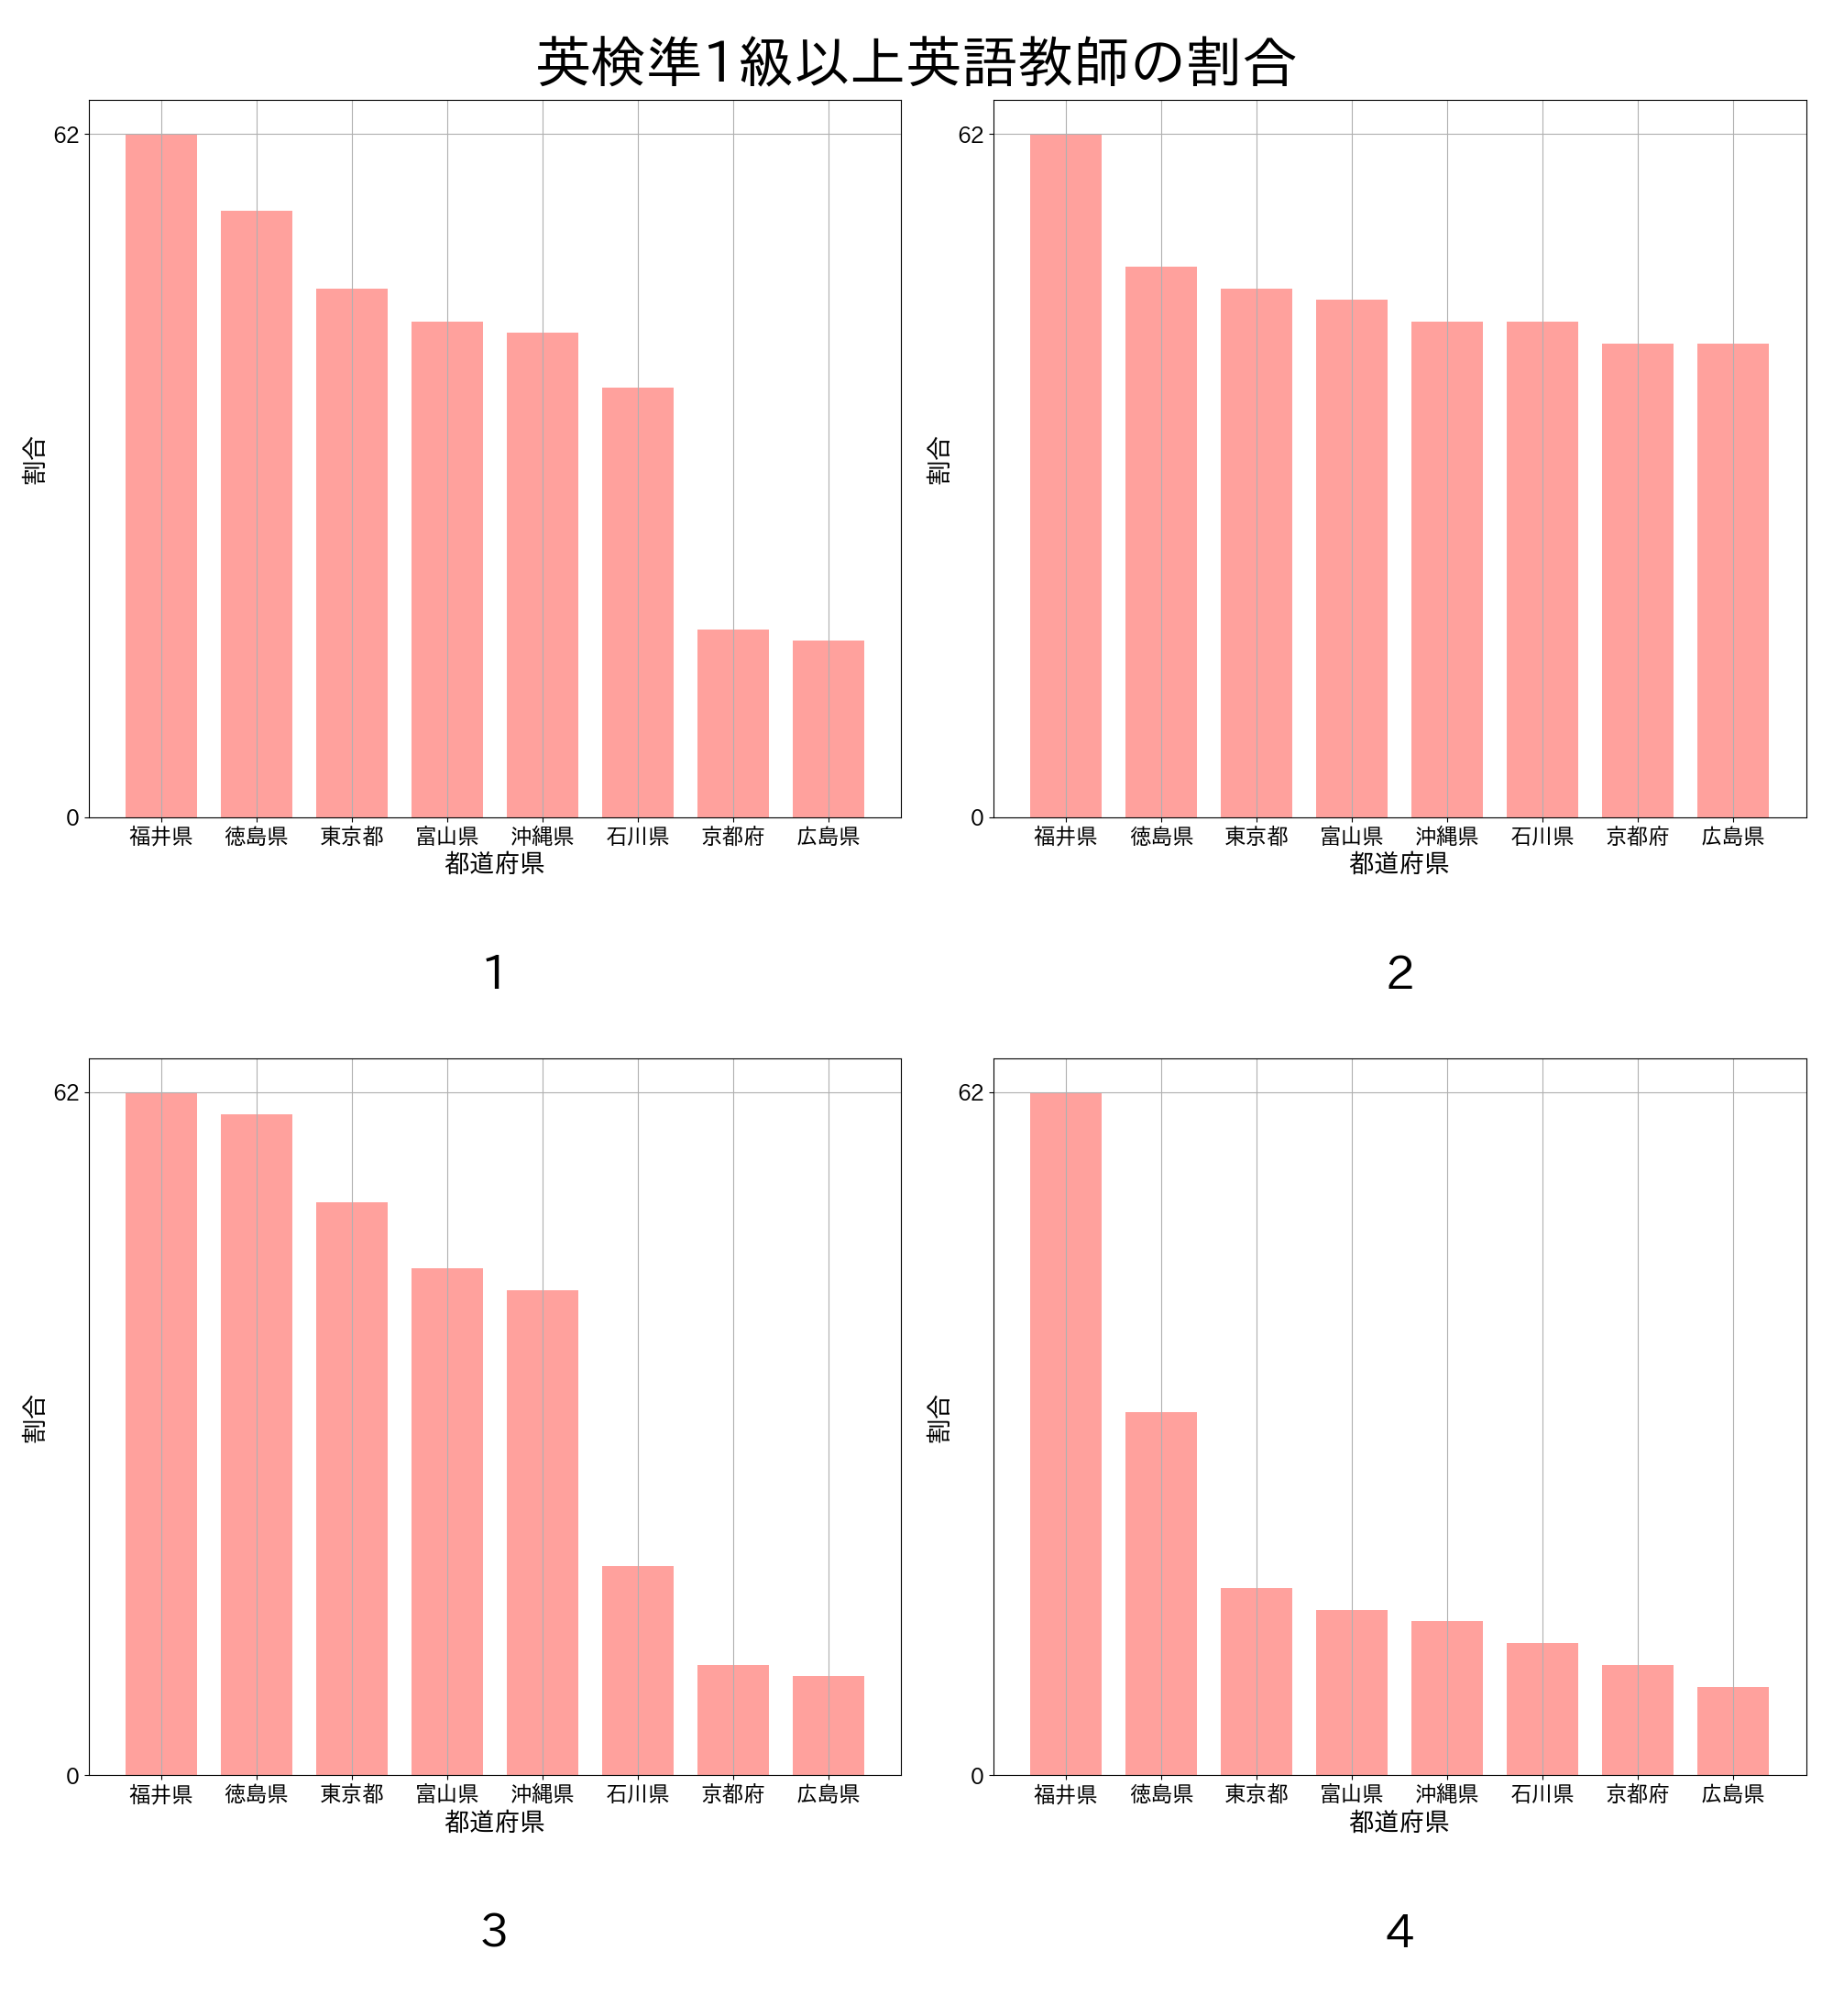 英検準1級以上英語教師の割合
62
0
割合
福井県 徳島県 東京都 富山県 沖縄県 石川県 京都府 広島県
都道府県
1
62
0
割合
福井県 徳島県 東京都 富山県 沖縄県 石川県 京都府 広島県
都道府県
2
62
0
割合
福井県 徳島県 東京都 富山県 沖縄県 石川県 京都府 広島県
都道府県
3
62
0
割合
福井県 徳島県 東京都 富山県 沖縄県 石川県 京都府 広島県
都道府県
4